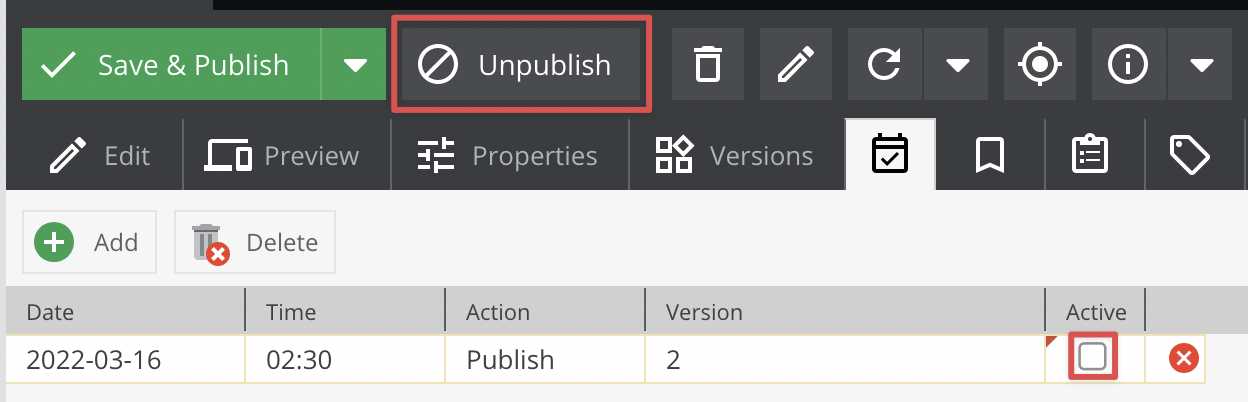 Save & Publish Unpublish
Edit Preview Properties Versions
Add Delete
Date Time Action Version Active
2022-03-16 02:30 Publish 2